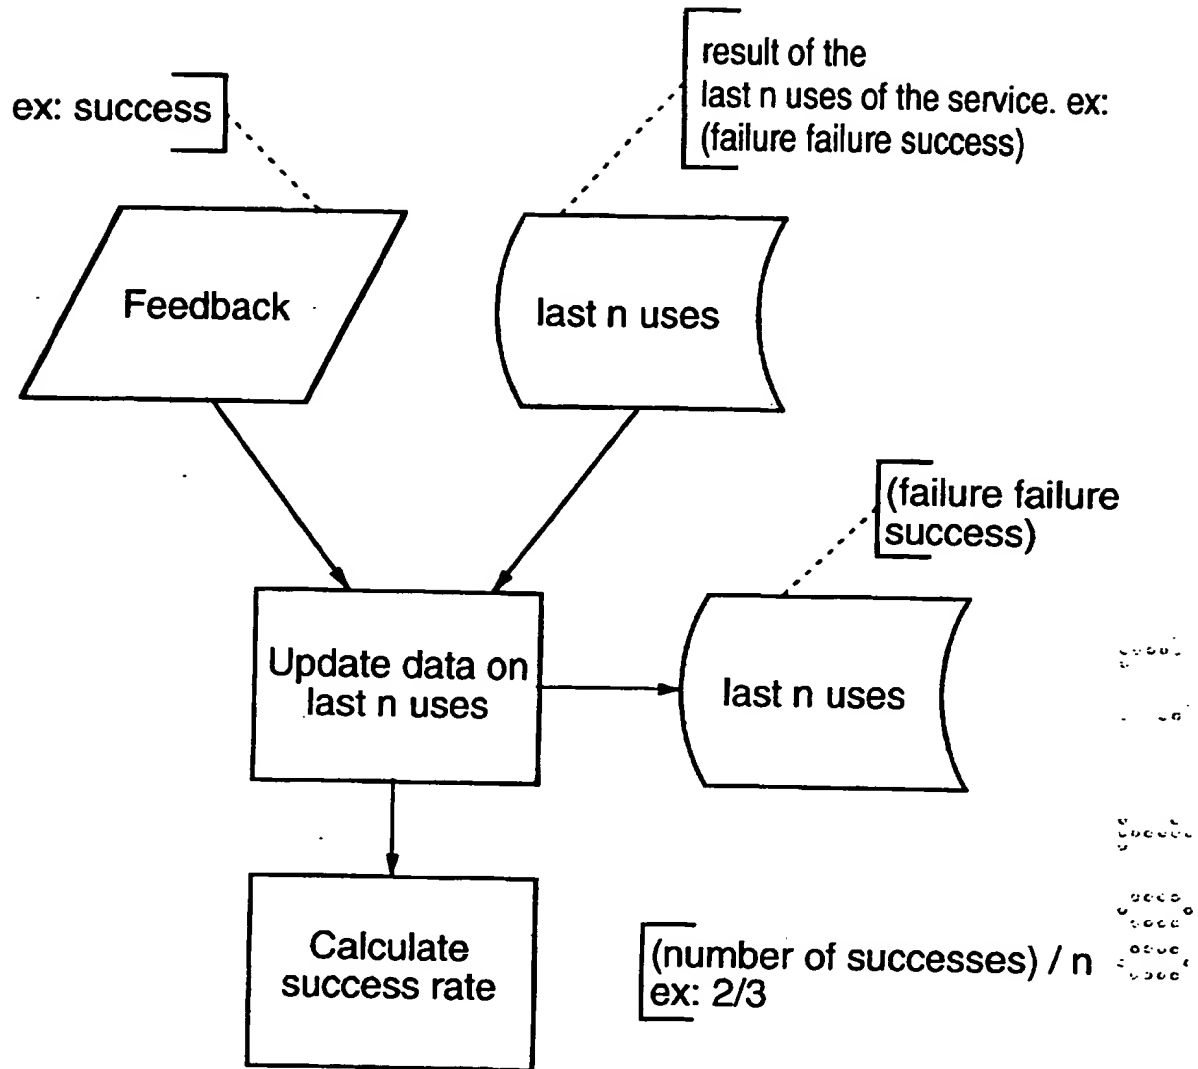 ex: success
result of the
last n uses of the service. ex:
(failure failure success)
Feedback
last n uses
(failure failure
success)
Update data on
last n uses
last n uses
Calculate
success rate
(number of successes) / n
ex: 2/3